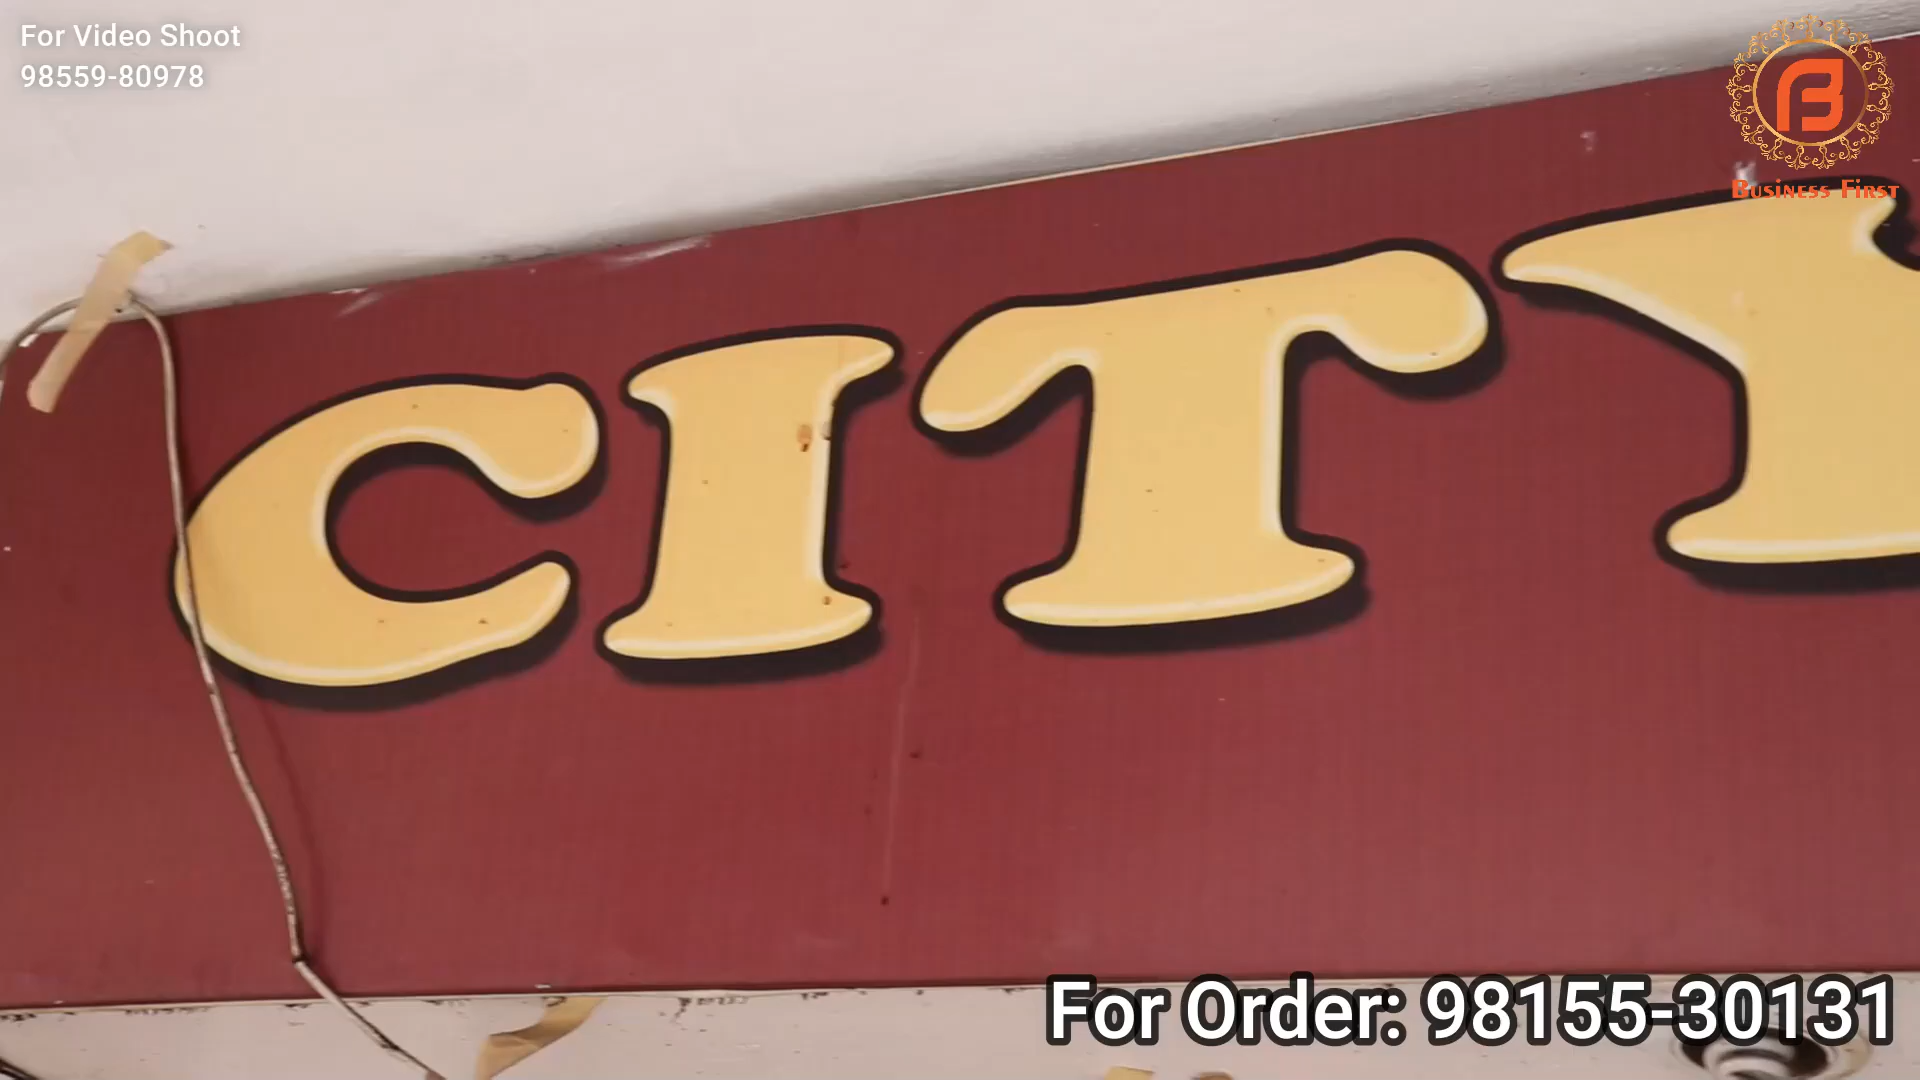 For Video Shoot
98559-80978
Business First
CITY
For Order: 98155-30131